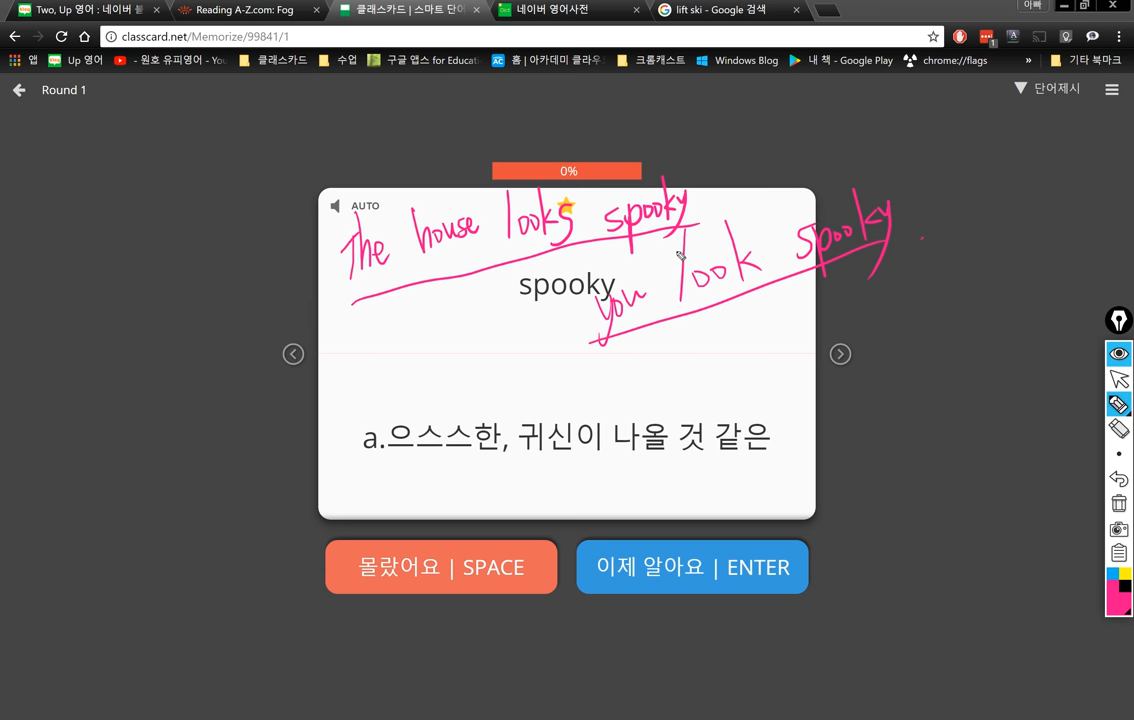 Two, Up 영어 : 네이버 블
Reading A-Z.com: Fog
클래스카드 | 스마트 단어
네이버 영어사전
lift ski - Google 검색
아빠
classcard.net/Memorize/99841/1
앱
Up 영어
- 원호 유피영어 - You
클래스카드
수업
구글 앱스 for Educati
홈 | 아카데미 클라우
크롬캐스트
Windows Blog
내 책 - Google Play
chrome://flags
»
기타 북마크
Round 1
단어제시
0%
AUTO
The house looks spooky
spooky
you look spooky
a.으스스한, 귀신이 나올 것 같은
몰랐어요 | SPACE
이제 알아요 | ENTER